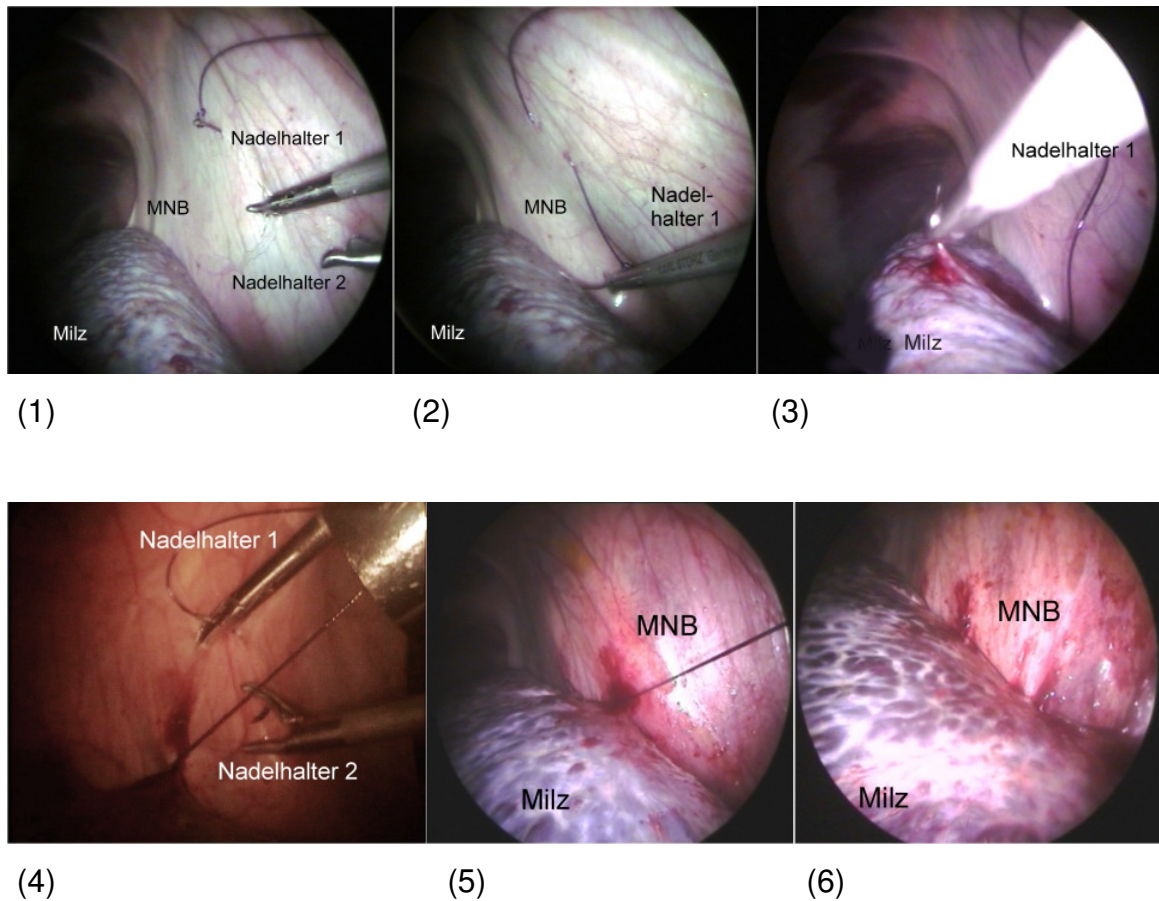 Nadelhalter 1
MNB
Nadelhalter 2
Milz
MNB
Nadel-
halter 1
Milz
Nadelhalter 1
Milz Milz
(1)
(2)
(3)
Nadelhalter 1
Nadelhalter 2
MNB
Milz
MNB
Milz
(4)
(5)
(6)